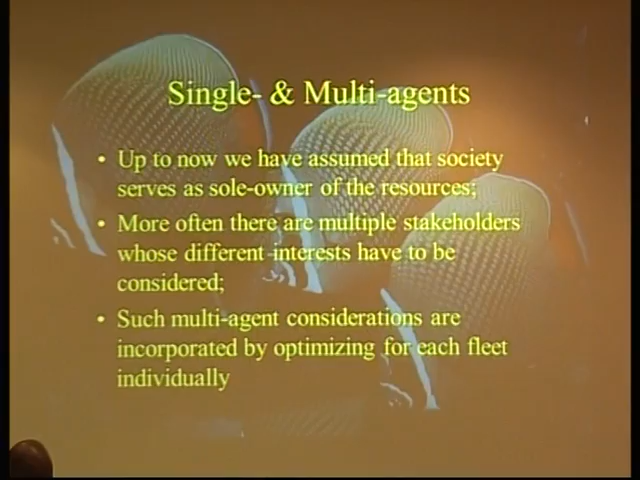 Single- & Multi-agents
• Up to now we have assumed that society
serves as sole-owner of the resources;
• More often there are multiple stakeholders
whose different interests have to be
considered;
• Such multi-agent considerations are
incorporated by optimizing for each fleet
individually